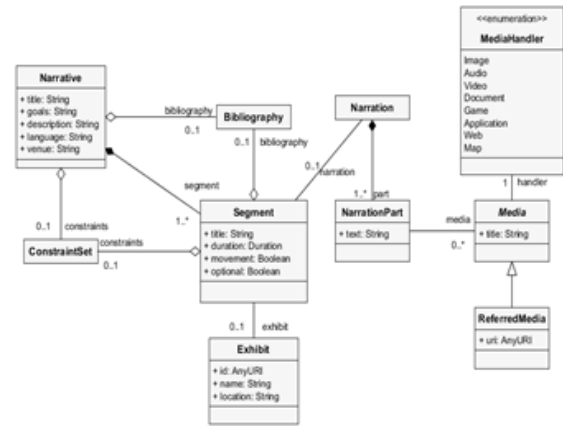 <<enumeration>>
MediaHandler
Image
Audio
Video
Document
Game
Application
Web
Map
Narrative
+ title: String
+ goals: String
+ description: String
+ language: String
+ venue: String
bibliography
0..1
Bibliography
bibliography
0..1
Narration
0..1
narration
segment
1..*
1..*
part
1
handler
Segment
+ title: String
+ duration: Duration
+ movement: Boolean
+ optional: Boolean
NarrationPart
+ text: String
media
0..*
Media
+ title: String
0..1
constraints
ConstraintSet
constraints
0..1
0..1
exhibit
Exhibit
+ id: AnyURI
+ name: String
+ location: String
ReferredMedia
+ uri: AnyURI